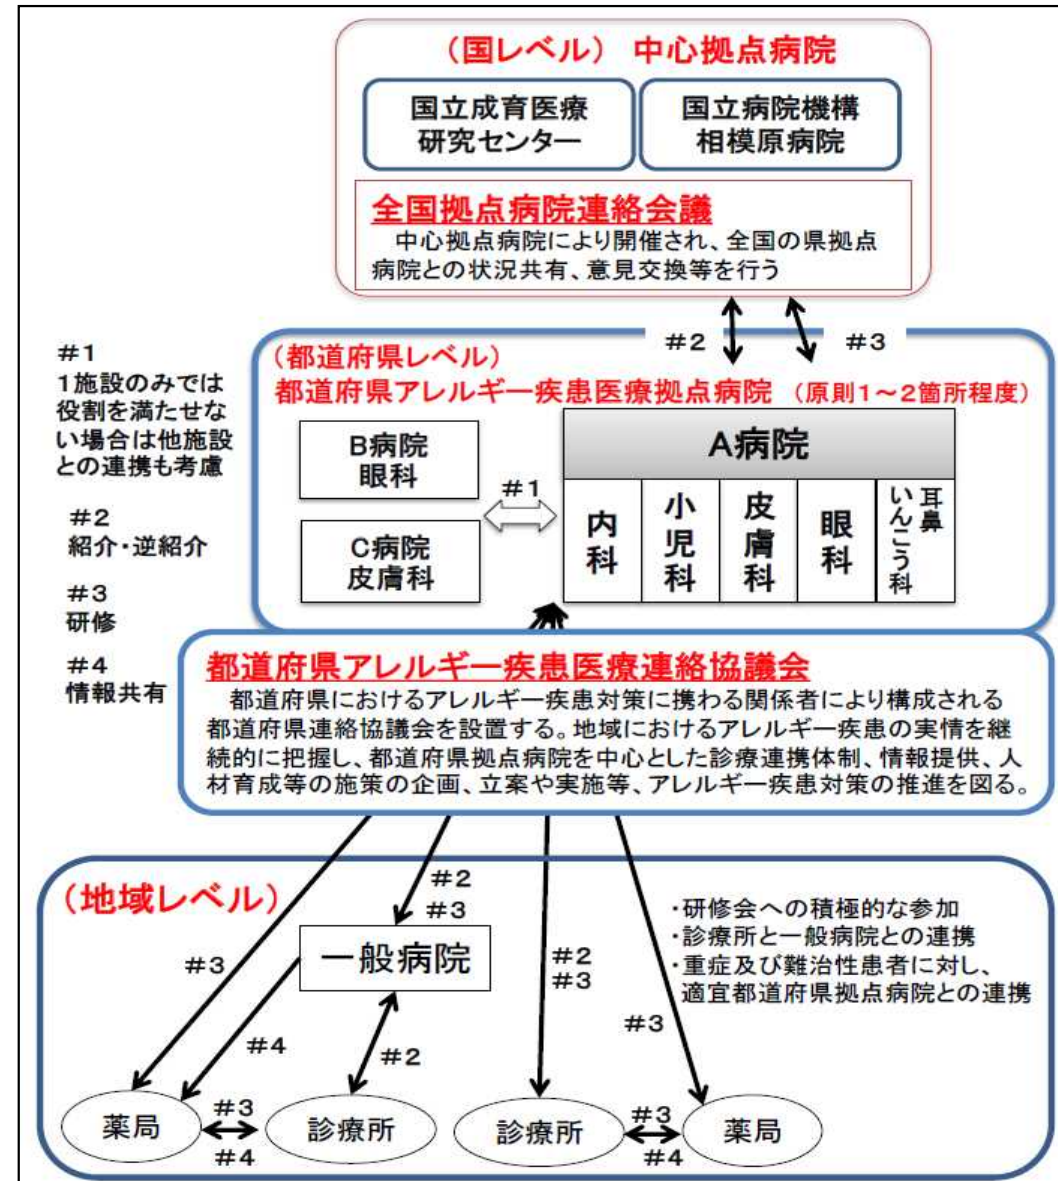 （国レベル） 中心拠点病院
国立成育医療
研究センター
国立病院機構
相模原病院
全国拠点病院連絡会議
中心拠点病院により開催され、全国の県拠点
病院との状況共有、意見交換等を行う
#2
#3
#1
1施設のみでは
役割を満たせな
い場合は他施設
との連携も考慮
#2
紹介・逆紹介
#3
研修
#4
情報共有
（都道府県レベル）
都道府県アレルギー疾患医療拠点病院 （原則1～2箇所程度）
B病院
眼科
C病院
皮膚科
#1
A病院
内科
小児科
皮膚科
眼科
耳鼻
いんこう科
都道府県アレルギー疾患医療連絡協議会
都道府県におけるアレルギー疾患対策に携わる関係者により構成される
都道府県連絡協議会を設置する。地域におけるアレルギー疾患の実情を継
続的に把握し、都道府県拠点病院を中心とした診療連携体制、情報提供、人
材育成等の施策の企画、立案や実施等、アレルギー疾患対策の推進を図る。
（地域レベル）
#2
#3
・研修会への積極的な参加
・診療所と一般病院との連携
・重症及び難治性患者に対し、
適宜都道府県拠点病院との連携
#3
一般病院
#2
#3
#3
#4
#2
薬局
#3
#4
診療所
診療所
#3
#4
薬局